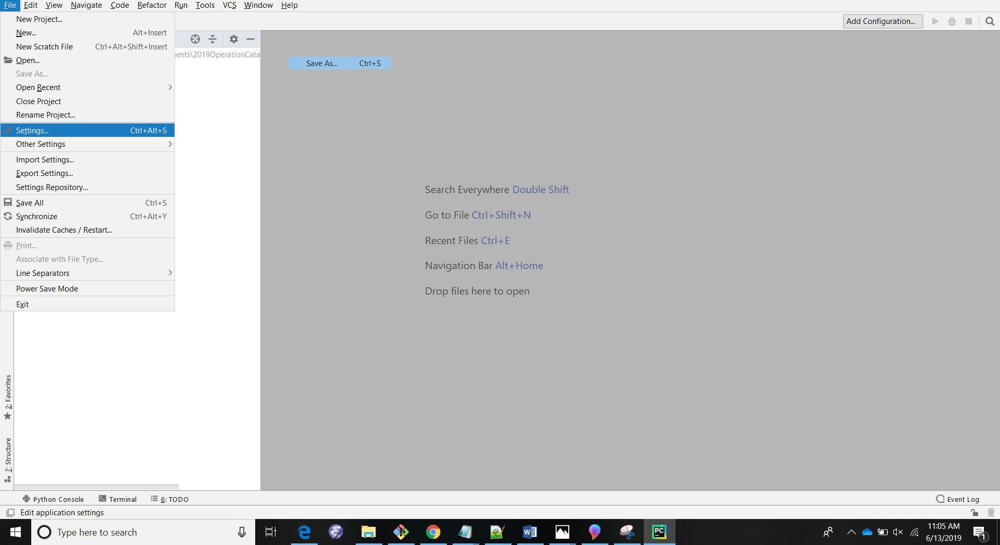 File Edit View Navigate Code Refactor Run Tools VCS Window Help
New Project...
New... Alt+Insert
New Scratch File Ctrl+Alt+Shift+Insert
Open...
Save As...
Open Recent
Close Project
Rename Project...
Settings... Ctrl+Alt+S
Other Settings
Import Settings...
Export Settings...
Settings Repository...
Save All Ctrl+S
Synchronize Ctrl+Alt+Y
Invalidate Caches / Restart...
Print...
Associate with File Type...
Line Separators
Power Save Mode
Exit
Add Configuration...
ents\2019OperationCata
Save As... Ctrl+S
Search Everywhere Double Shift
Go to File Ctrl+Shift+N
Recent Files Ctrl+E
Navigation Bar Alt+Home
Drop files here to open
2: Favorites
7: Structure
Python Console Terminal 6: TODO Event Log
Edit application settings
Type here to search
PC
11:05 AM
6/13/2019
1